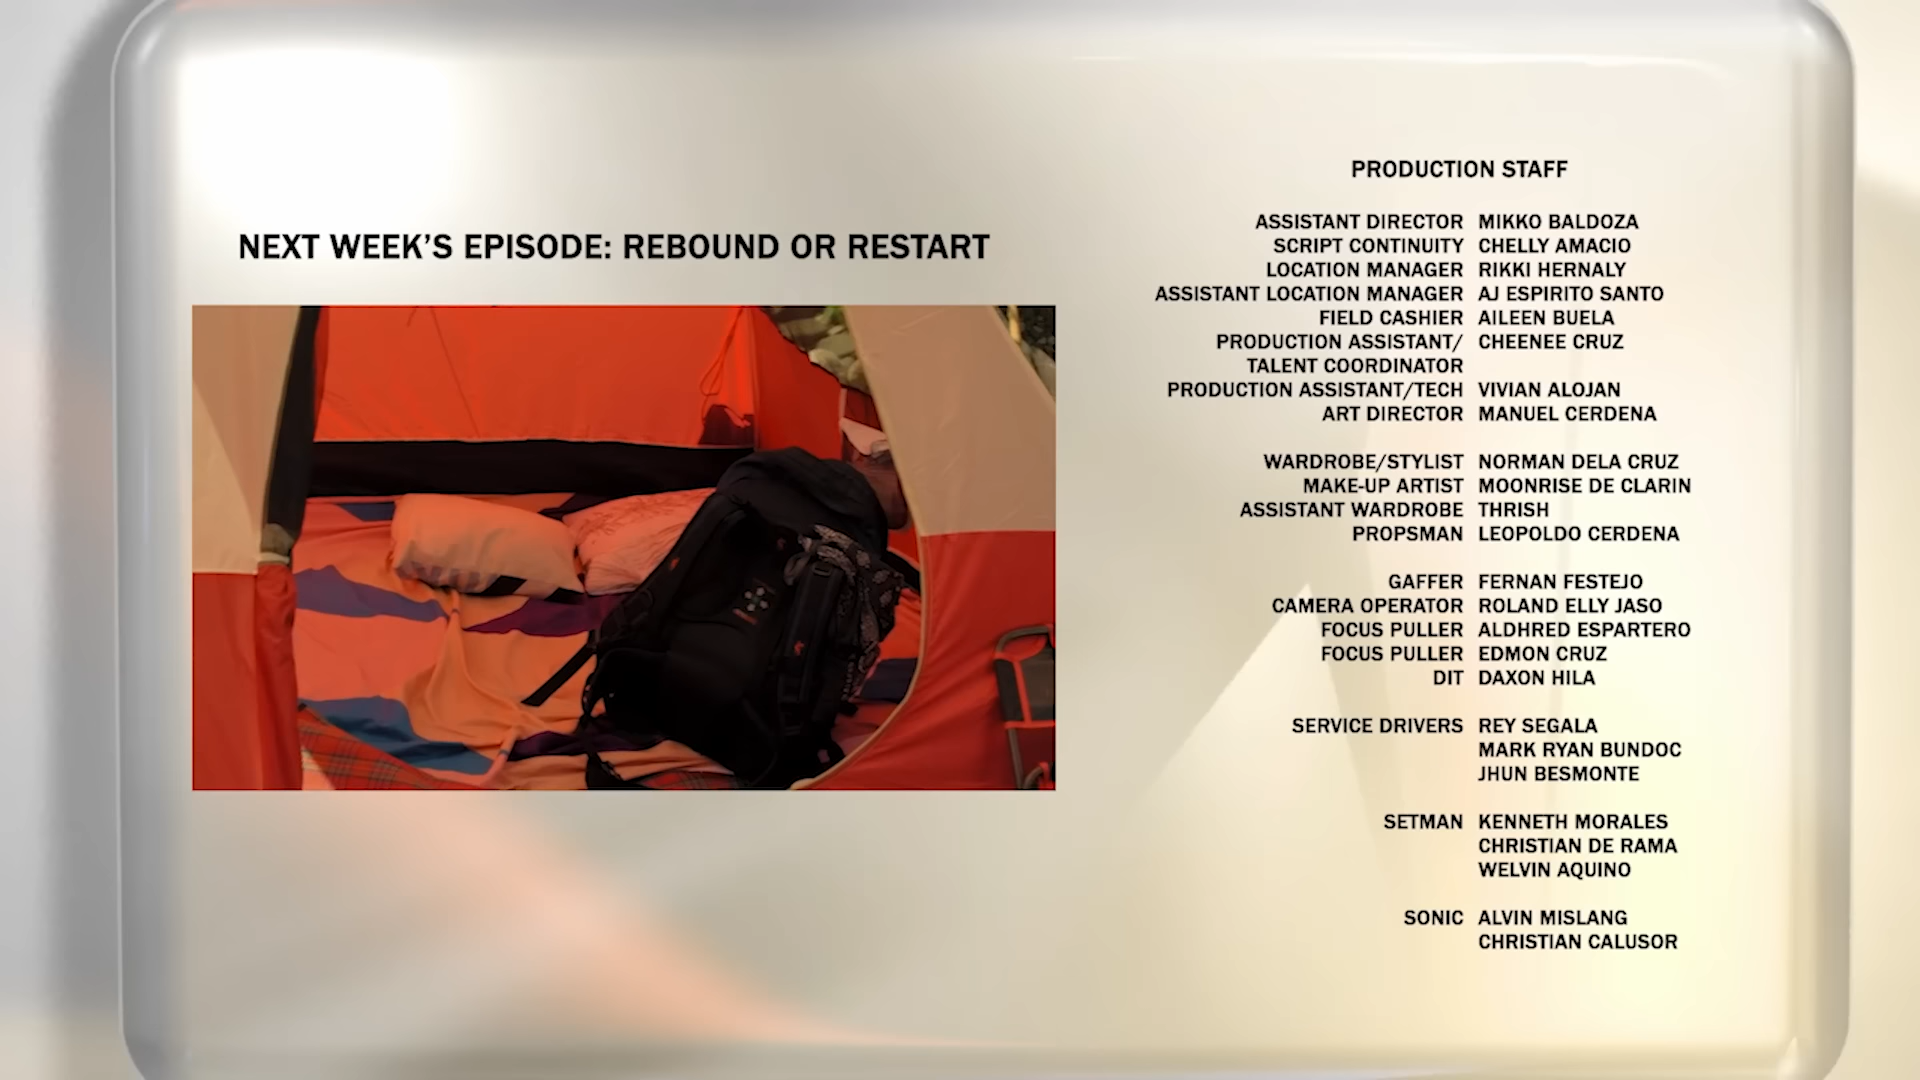 NEXT WEEK'S EPISODE: REBOUND OR RESTART
PRODUCTION STAFF
ASSISTANT DIRECTOR MIKKO BALDOZA
SCRIPT CONTINUITY CHELLY AMACIO
LOCATION MANAGER RIKKI HERNALY
ASSISTANT LOCATION MANAGER AJ ESPIRITO SANTO
FIELD CASHIER AILEEN BUELA
PRODUCTION ASSISTANT/ CHEENEE CRUZ
TALENT COORDINATOR
PRODUCTION ASSISTANT/TECH VIVIAN ALOJAN
ART DIRECTOR MANUEL CERDENA
WARDROBE/STYLIST NORMAN DELA CRUZ
MAKE-UP ARTIST MOONRISE DE CLARIN
ASSISTANT WARDROBE THRISH
PROPSMAN LEOPOLDO CERDENA
GAFFER FERNAN FESTEJO
CAMERA OPERATOR ROLAND ELLY JASO
FOCUS PULLER ALDHRED ESPARTERO
FOCUS PULLER EDMON CRUZ
DIT DAXON HILA
SERVICE DRIVERS REY SEGALA
MARK RYAN BUNDOC
JHUN BESMONTE
SETMAN KENNETH MORALES
CHRISTIAN DE RAMA
WELVIN AQUINO
SONIC ALVIN MISLANG
CHRISTIAN CALUSOR